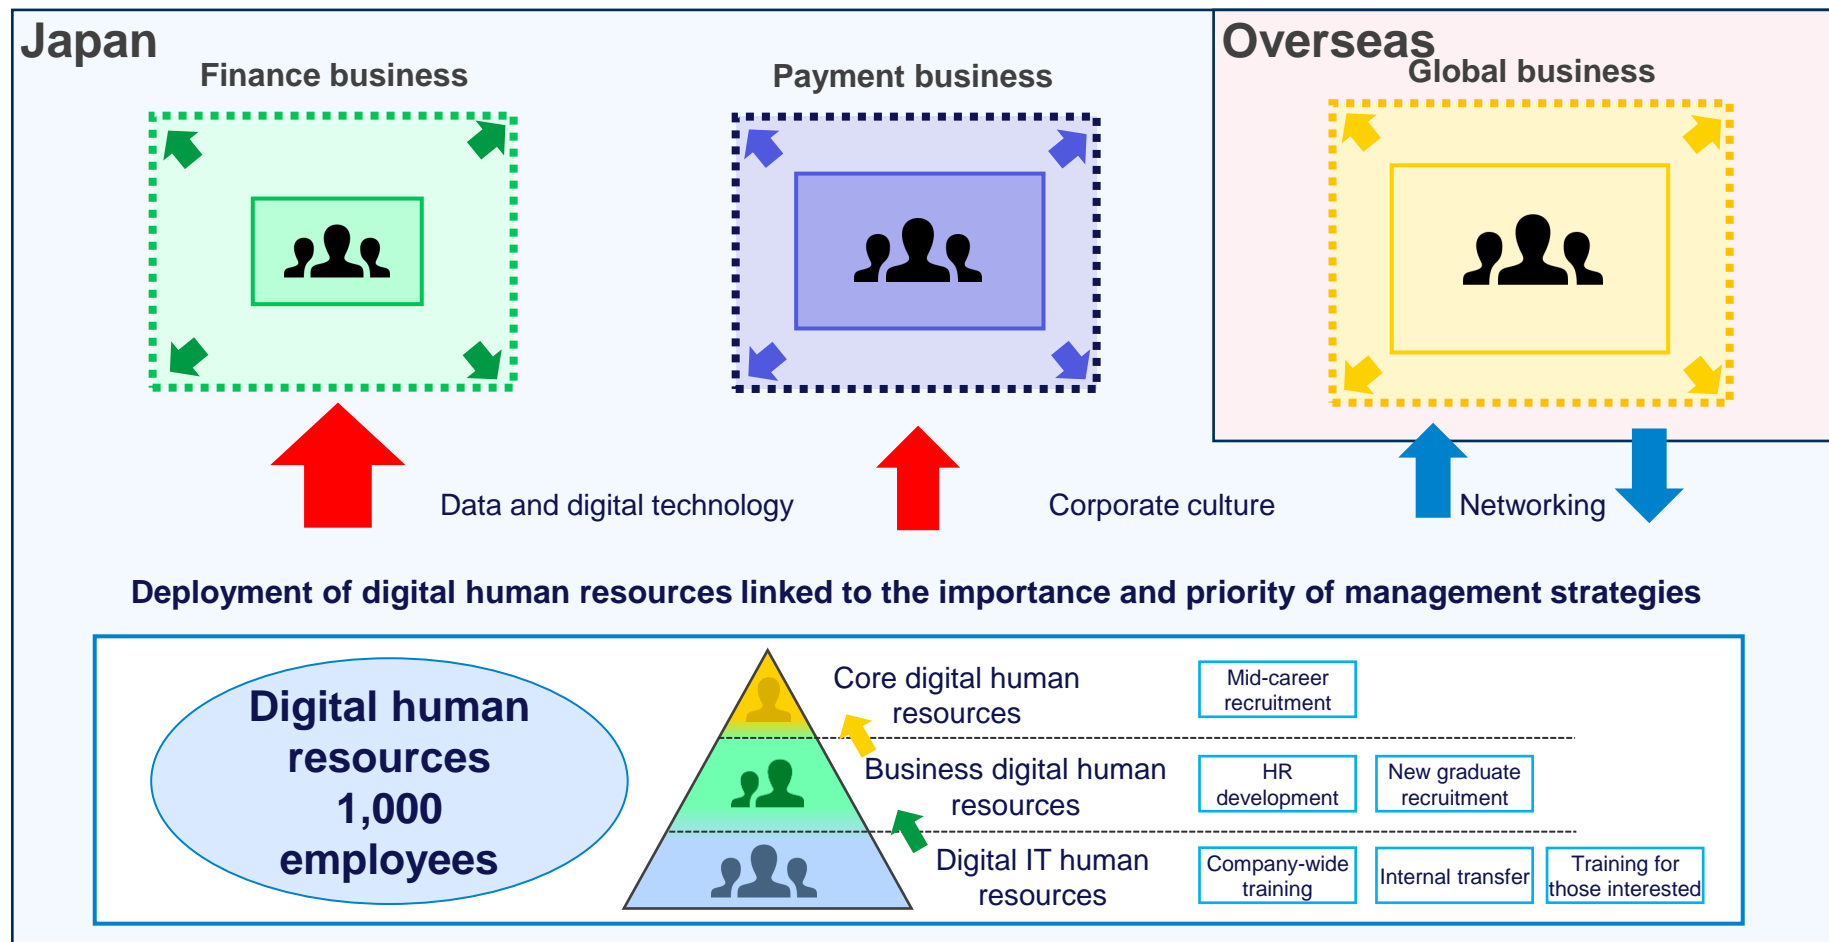 Japan
Overseas
Finance business
Payment business
Global business
Data and digital technology
Corporate culture
Networking
Deployment of digital human resources linked to the importance and priority of management strategies
Digital human
resources
1,000
employees
Core digital human
resources
Mid-career
recruitment
Business digital human
resources
HR
development
New graduate
recruitment
Digital IT human
resources
Company-wide
training
Internal transfer
Training for
those interested